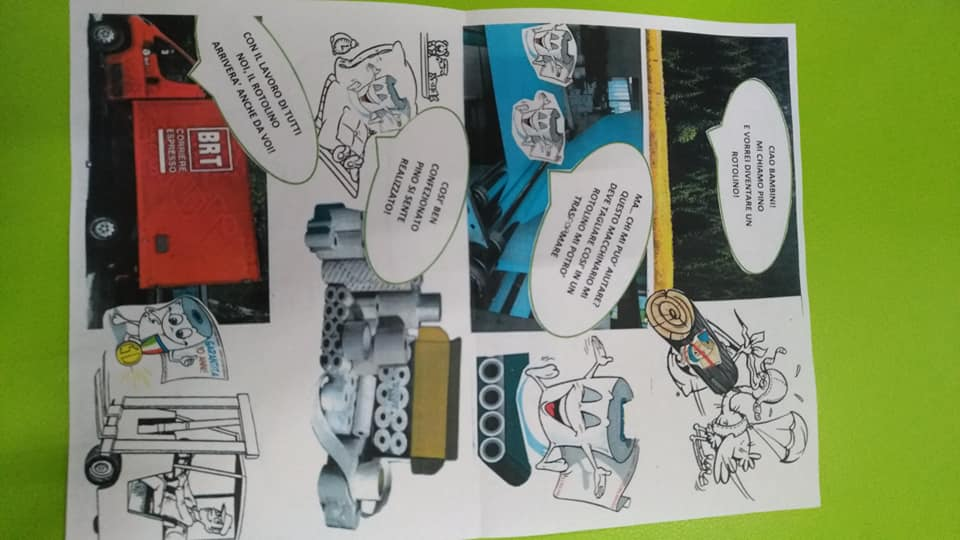 CIAO BAMBINI!
MI CHIAMO PINO
E VORREI DIVENTARE UN
ROTOLINO!
MA... CHI MI PUO' AIUTARE?
QUESTO MACCHINARIO MI
DEVE TAGLIARE COSI' IN UN
ROTOLINO MI POTRO'
TRASFORMARE
COSI' BEN
CONFEZIONATO
PINO SI SENTE
REALIZZATO!
CON IL LAVORO DI TUTTI
NOI, IL ROTOLINO
ARRIVERA' ANCHE DA VOI!
BRT
CORRIERE
ESPRESSO
10 ANNI